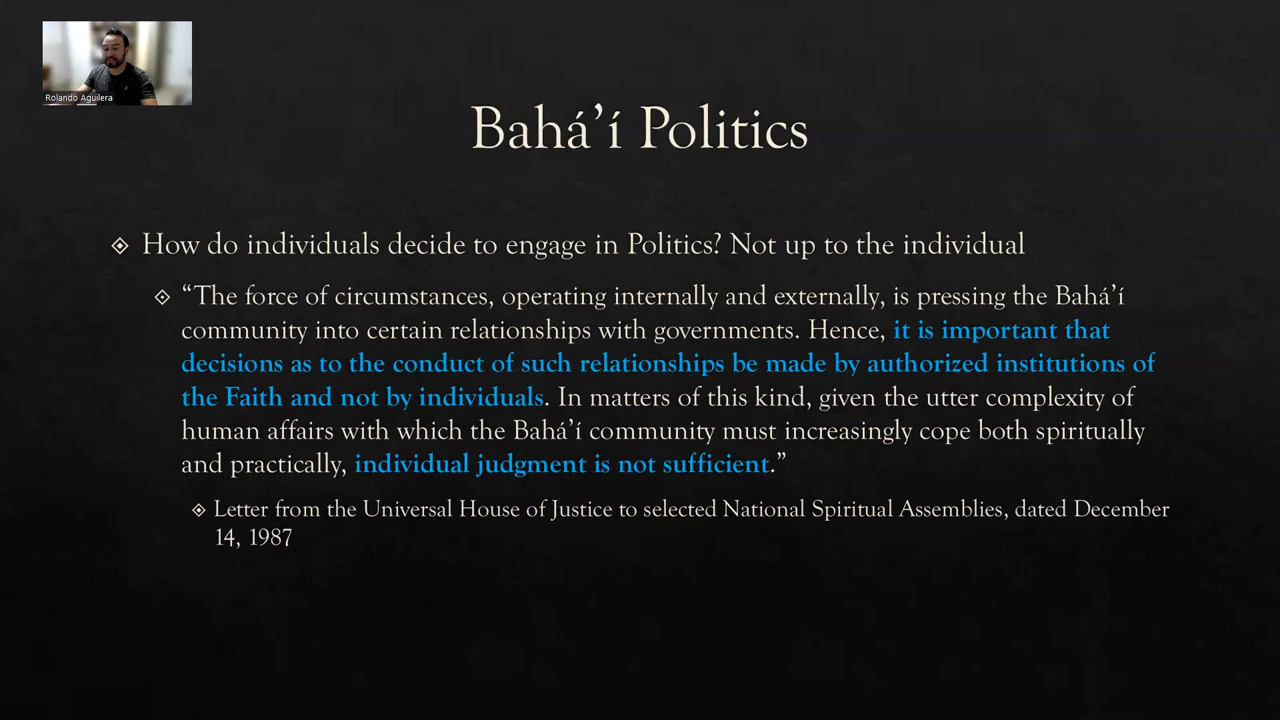 Rolando Aguilera
Bahá’í Politics
How do individuals decide to engage in Politics? Not up to the individual
“The force of circumstances, operating internally and externally, is pressing the Bahá’í
community into certain relationships with governments. Hence, it is important that
decisions as to the conduct of such relationships be made by authorized institutions of
the Faith and not by individuals. In matters of this kind, given the utter complexity of
human affairs with which the Bahá’í community must increasingly cope both spiritually
and practically, individual judgment is not sufficient.”
Letter from the Universal House of Justice to selected National Spiritual Assemblies, dated December
14, 1987